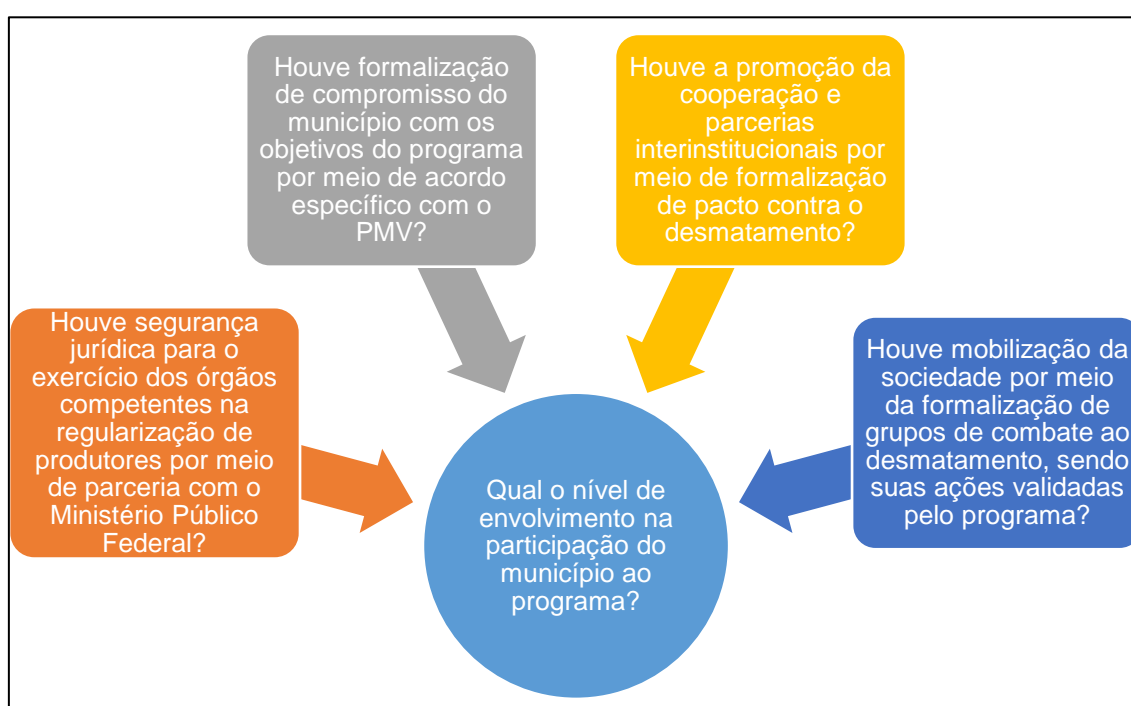 Houve formalização
de compromisso do
município com os
objetivos do programa
por meio de acordo
específico com o
PMV?
Houve a promoção da
cooperação e
parcerias
interinstitucionais por
meio de formalização
de pacto contra o
desmatamento?
Houve segurança
jurídica para o
exercício dos órgãos
competentes na
regularização de
produtores por meio
de parceria com o
Ministério Público
Federal?
Houve mobilização da
sociedade por meio
da formalização de
grupos de combate ao
desmatamento, sendo
suas ações validadas
pelo programa?
Qual o nível de
envolvimento na
participação do
município ao
programa?